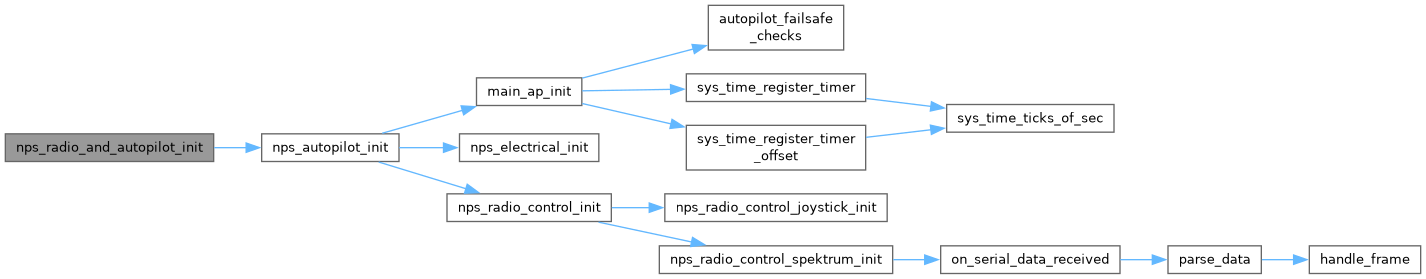 autopilot_failsafe
_checks
main_ap_init
sys_time_register_timer
sys_time_ticks_of_sec
nps_radio_and_autopilot_init
nps_autopilot_init
nps_electrical_init
sys_time_register_timer
_offset
nps_radio_control_init
nps_radio_control_joystick_init
nps_radio_control_spektrum_init
on_serial_data_received
parse_data
handle_frame